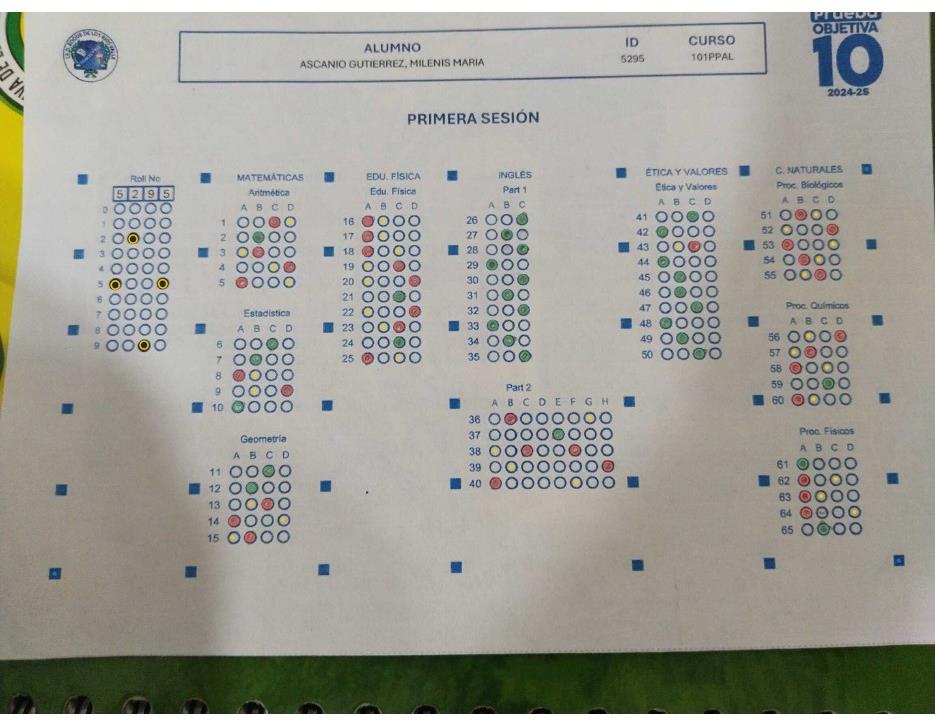 Prueba
OBJETIVA
10
2024-25
ALUMNO
ASCANIO GUTIERREZ, MILENIS MARIA
ID
5295
CURSO
101PPAL
PRIMERA SESIÓN
Roll No
5 2 9 5
0
1
2
3
4
5
6
7
8
9
MATEMÁTICAS
Aritmética
A B C D
1
2
3
4
5
Estadística
A B C D
6
7
8
9
10
Geometría
A B C D
11
12
13
14
15
EDU. FÍSICA
Edu. Física
A B C D
16
17
18
19
20
21
22
23
24
25
INGLÉS
Part 1
A B C
26
27
28
29
30
31
32
33
34
35
Part 2
A B C D E F G H
36
37
38
39
40
ÉTICA Y VALORES
Ética y Valores
A B C D
41
42
43
44
45
46
47
48
49
50
C. NATURALES
Proc. Biológicos
A B C D
51
52
53
54
55
Proc. Químicos
A B C D
56
57
58
59
60
Proc. Físicos
A B C D
61
62
63
64
65